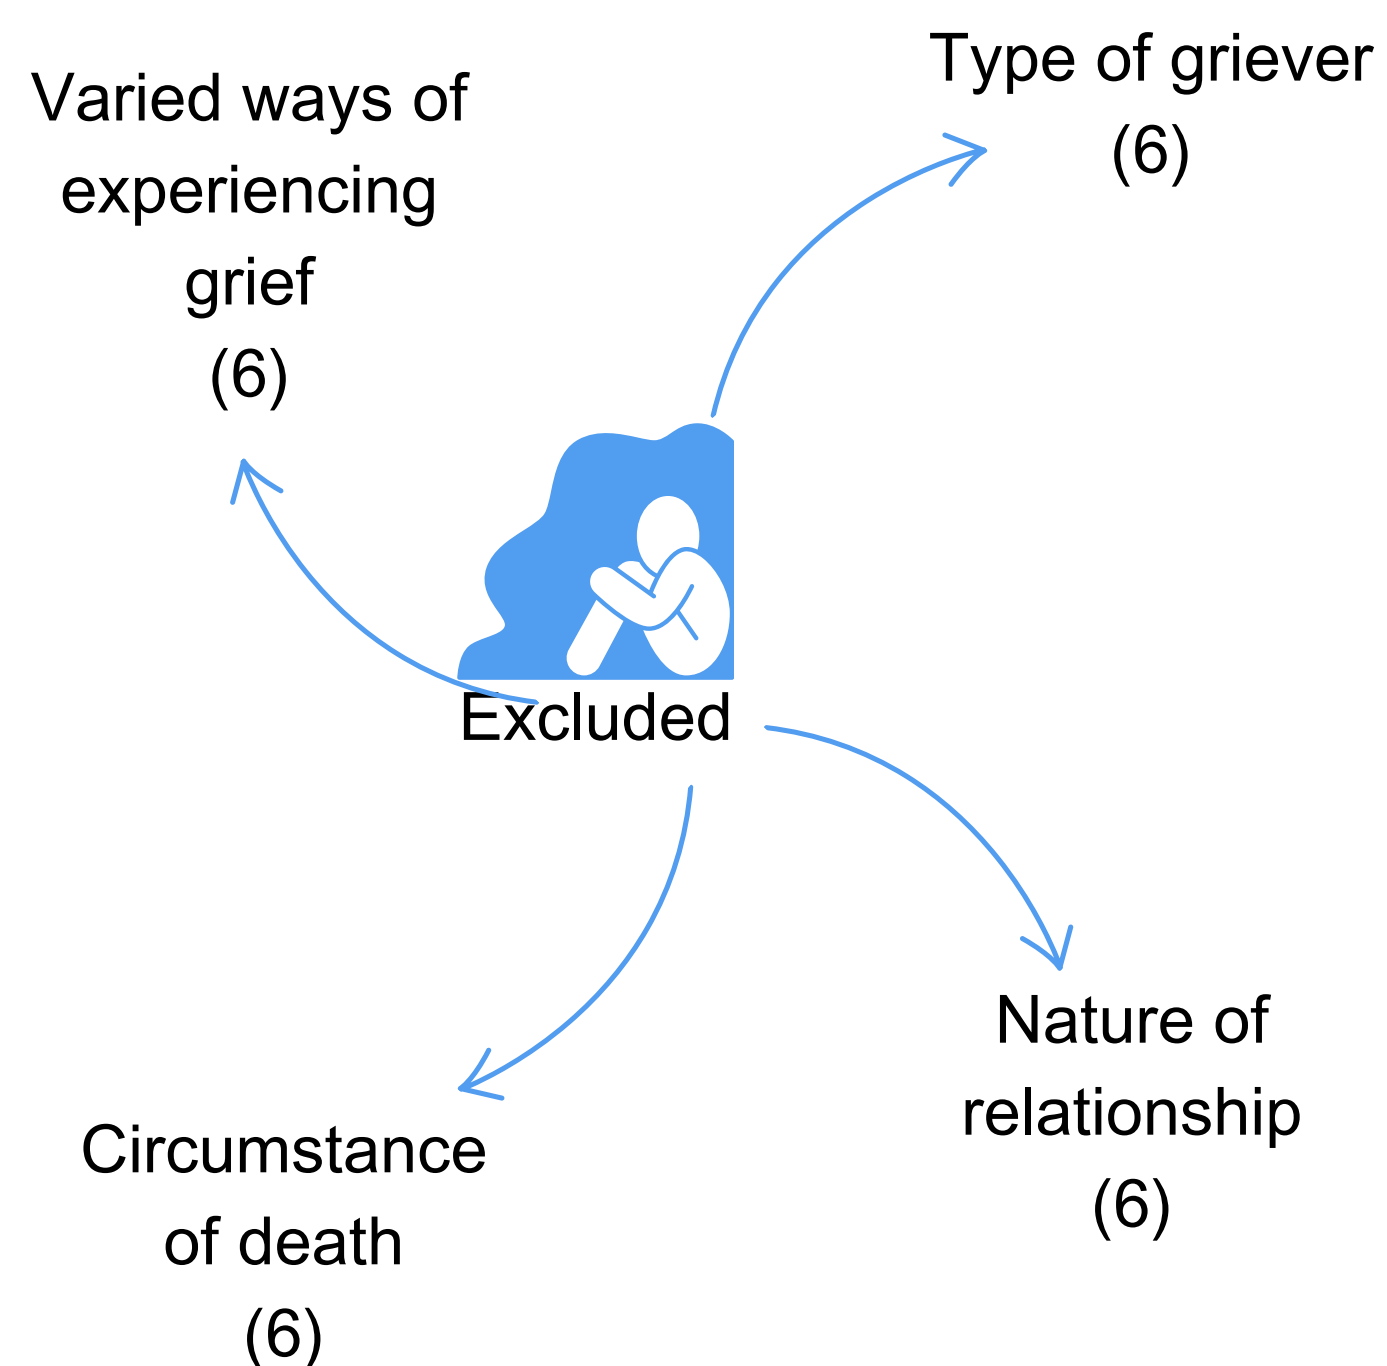 Varied ways of
experiencing
grief
(6)
Type of griever
(6)
Excluded
Nature of
relationship
(6)
Circumstance
of death
(6)